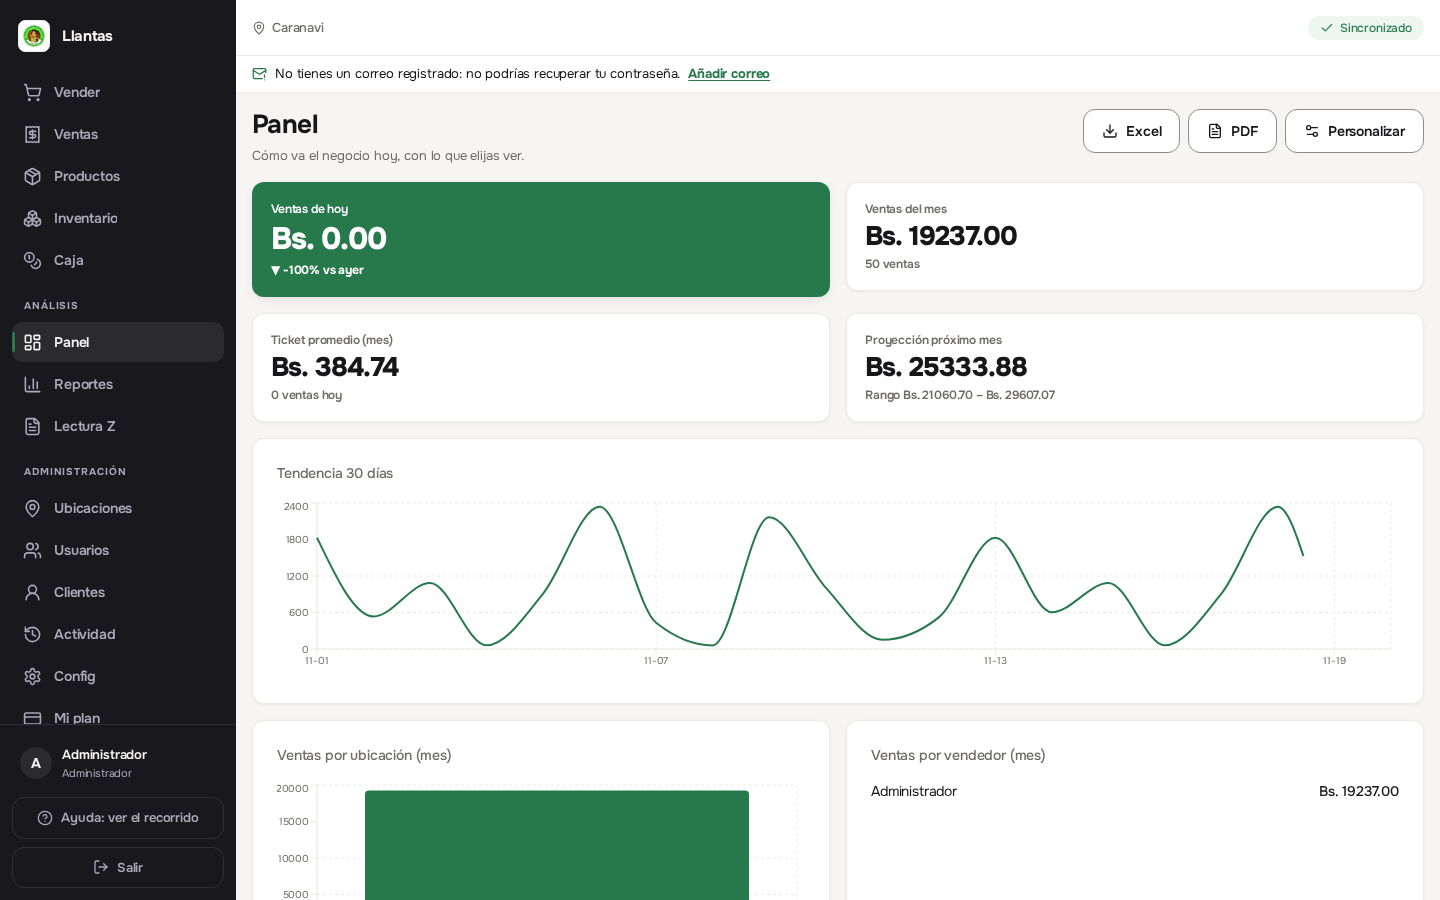 Llantas
Vender
Ventas
Productos
Inventario
Caja
ANÁLISIS
Panel
Reportes
Lectura Z
ADMINISTRACIÓN
Ubicaciones
Usuarios
Clientes
Actividad
Config
Mi plan
A
Administrador
Administrador
Ayuda: ver el recorrido
Salir
Caranavi
Sincronizado
No tienes un correo registrado: no podrías recuperar tu contraseña. Añadir correo
Panel
Cómo va el negocio hoy, con lo que elijas ver.
Excel
PDF
Personalizar
Ventas de hoy
Bs. 0.00
▼ -100% vs ayer
Ventas del mes
Bs. 19237.00
50 ventas
Ticket promedio (mes)
Bs. 384.74
0 ventas hoy
Proyección próximo mes
Bs. 25333.88
Rango Bs. 21060.70 – Bs. 29607.07
Tendencia 30 días
2400
1800
1200
600
0
11-01
11-07
11-13
11-19
Ventas por ubicación (mes)
20000
15000
10000
5000
Ventas por vendedor (mes)
Administrador
Bs. 19237.00